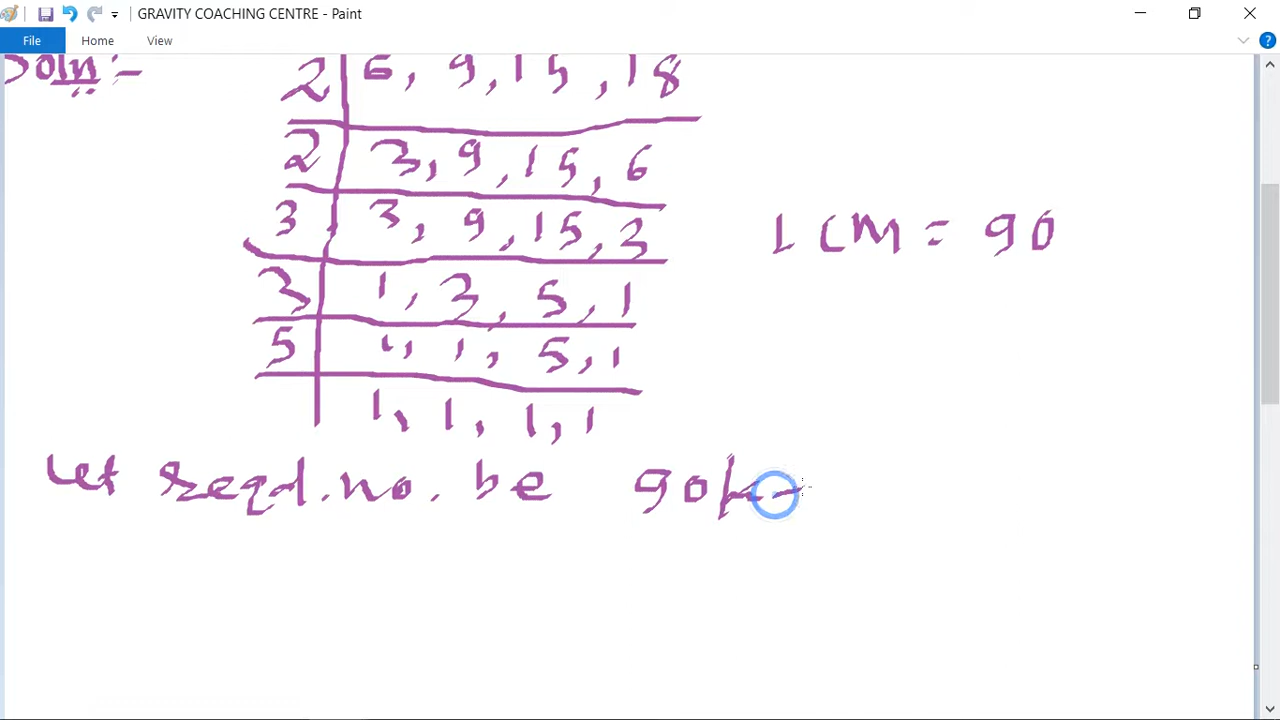 GRAVITY COACHING CENTRE - Paint
File Home View
Soln :-
2 6, 9, 15, 18
2 3, 9, 15, 6
3 3, 9, 15, 3
LCM = 90
3 1, 3, 5, 1
5 1, 1, 5, 1
1, 1, 1, 1
Let reqd. no. be 90k